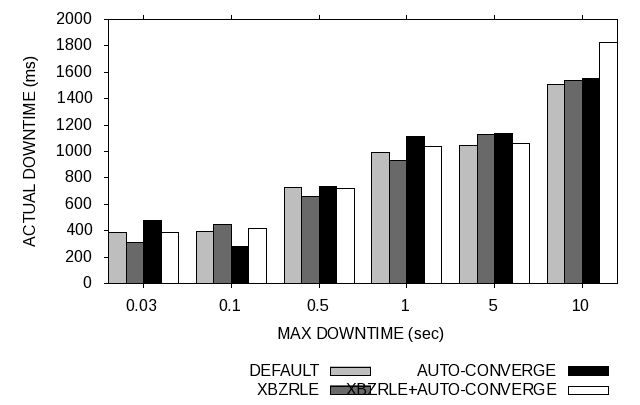 2000
1800
1600
1400
1200
1000
800
600
400
200
0
ACTUAL DOWNTIME (ms)
0.03 0.1 0.5 1 5 10
MAX DOWNTIME (sec)
DEFAULT AUTO-CONVERGE
XBZRLE XBZRLE+AUTO-CONVERGE